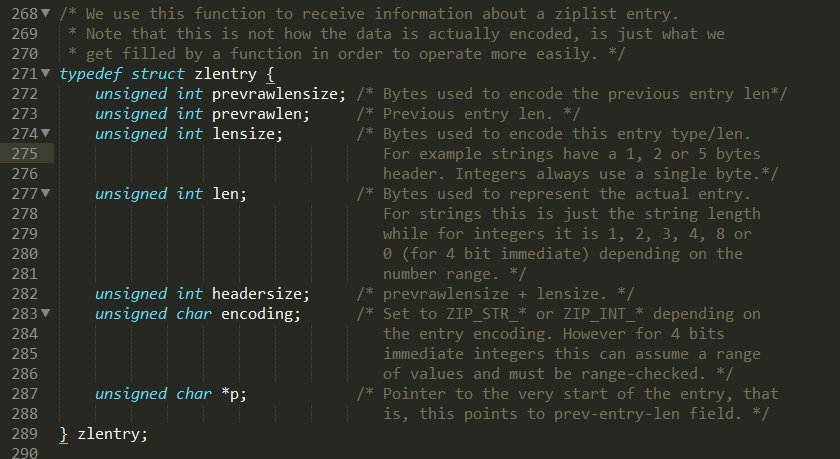 268 /* We use this function to receive information about a ziplist entry.
269  * Note that this is not how the data is actually encoded, is just what we
270  * get filled by a function in order to operate more easily. */
271 typedef struct zlentry {
272     unsigned int prevrawlensize; /* Bytes used to encode the previous entry len*/
273     unsigned int prevrawlen;     /* Previous entry len. */
274     unsigned int lensize;        /* Bytes used to encode this entry type/len.
275                                     For example strings have a 1, 2 or 5 bytes
276                                     header. Integers always use a single byte.*/
277     unsigned int len;            /* Bytes used to represent the actual entry.
278                                     For strings this is just the string length
279                                     while for integers it is 1, 2, 3, 4, 8 or
280                                     0 (for 4 bit immediate) depending on the
281                                     number range. */
282     unsigned int headersize;     /* prevrawlensize + lensize. */
283     unsigned char encoding;      /* Set to ZIP_STR_* or ZIP_INT_* depending on
284                                     the entry encoding. However for 4 bits
285                                     immediate integers this can assume a range
286                                     of values and must be range-checked. */
287     unsigned char *p;            /* Pointer to the very start of the entry, that
288                                     is, this points to prev-entry-len field. */
289 } zlentry;
290